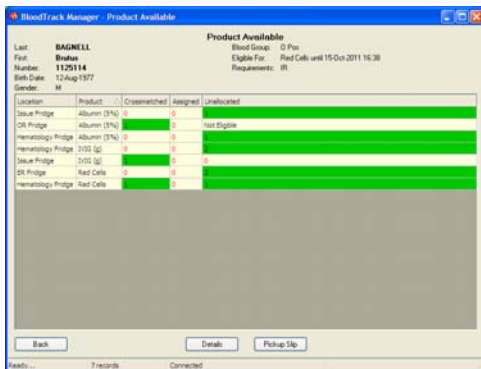 BloodTrack Manager - Product Available
Product Available
Last: BAGNELL Blood Group: O Pos
First: Brutus Eligible For: Red Cells until 15-Oct-2011 16:38
Number: 1125114 Requirements: IR
Birth Date: 12-Aug-1977
Gender: M
Location Product Crossmatched Assigned Unallocated
Issue Fridge Albumin (5%) 0 0
OR Fridge Albumin (5%) 0 Not Eligible
Hematology Fridge Albumin (5%) 0 0
Hematology Fridge IVIG (g) 0
Issue Fridge IVIG (g) 0 0
ER Fridge Red Cells 0 0
Hematology Fridge Red Cells 0
Back Details Pickup Slip
Ready... 7 records Connected